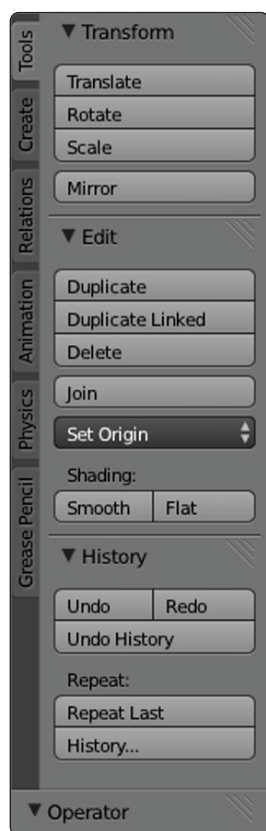 Tools
Create
Relations
Animation
Physics
Grease Pencil
Transform
Translate
Rotate
Scale
Mirror
Edit
Duplicate
Duplicate Linked
Delete
Join
Set Origin
Shading:
Smooth Flat
History
Undo Redo
Undo History
Repeat:
Repeat Last
History...
Operator